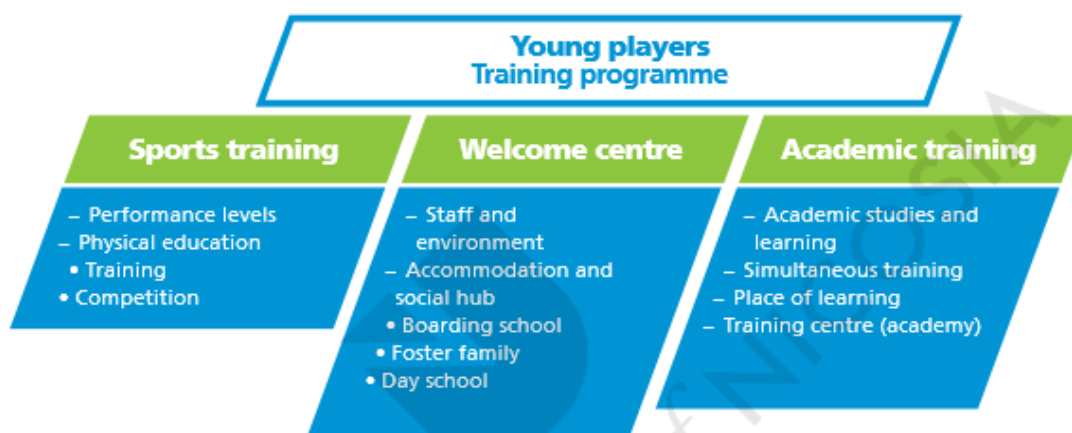 Young players
Training programme
Sports training
– Performance levels
– Physical education
• Training
• Competition
Welcome centre
– Staff and
environment
– Accommodation and
social hub
• Boarding school
• Foster family
• Day school
Academic training
– Academic studies and
learning
– Simultaneous training
– Place of learning
– Training centre (academy)
of NICOSIA